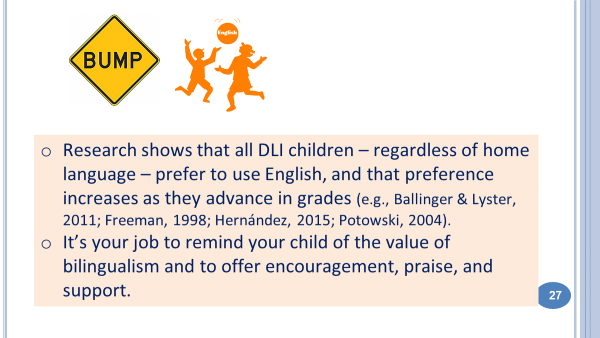 BUMP
English
o Research shows that all DLI children – regardless of home
language – prefer to use English, and that preference
increases as they advance in grades (e.g., Ballinger & Lyster,
2011; Freeman, 1998; Hernández, 2015; Potowski, 2004).
o It’s your job to remind your child of the value of
bilingualism and to offer encouragement, praise, and
support.
27